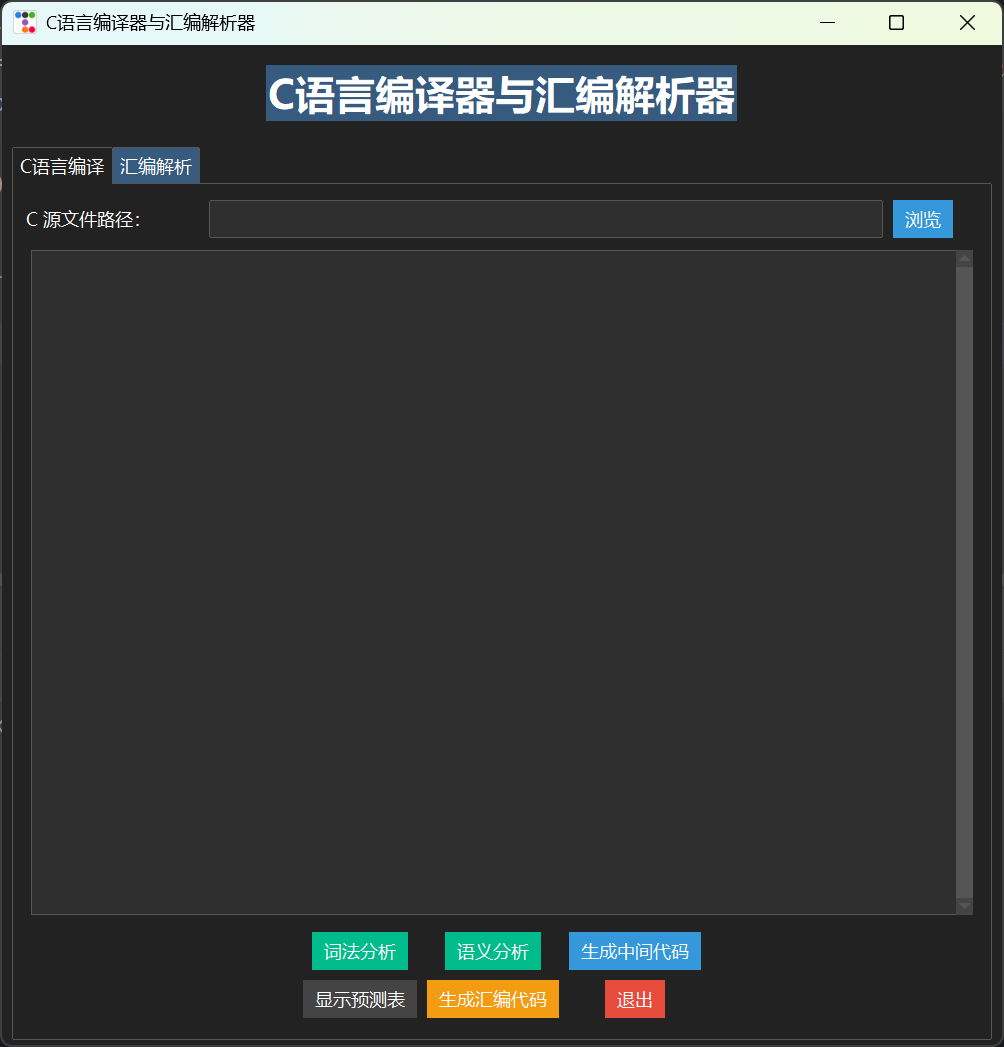 C语言编译器与汇编解析器
C语言编译器与汇编解析器
C语言编译 汇编解析
C 源文件路径： 浏览
词法分析 语义分析 生成中间代码
显示预测表 生成汇编代码 退出